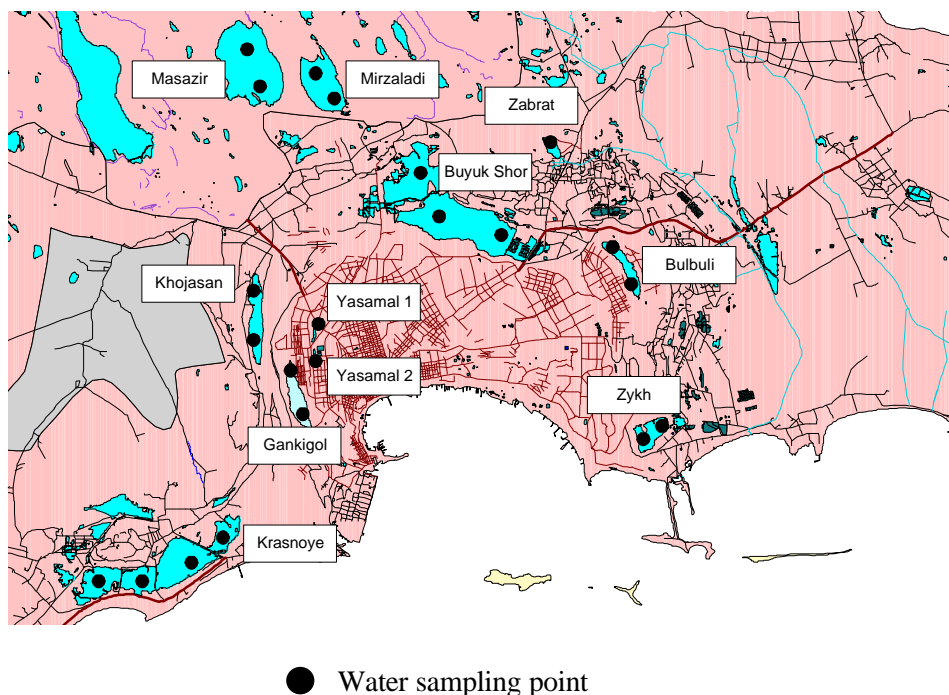 Masazir
Mirzaladi
Zabrat
Buyuk Shor
Bulbuli
Khojasan
Yasamal 1
Yasamal 2
Zykh
Gankigol
Krasnoye
Water sampling point